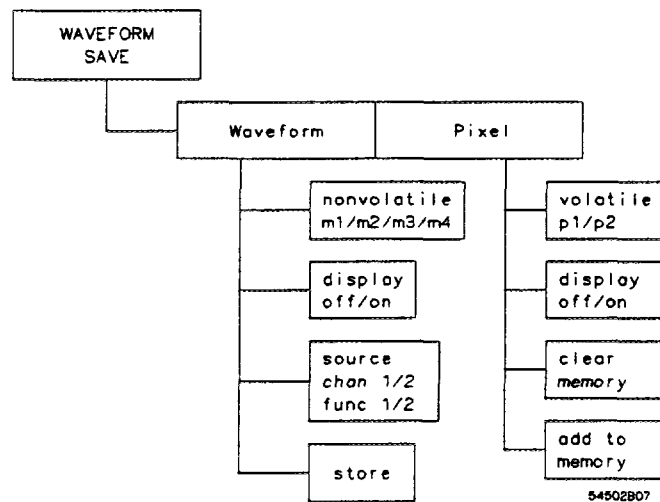 WAVEFORM
SAVE
Waveform
Pixel
nonvolatile
m1/m2/m3/m4
display
off/on
source
chan 1/2
func 1/2
store
volatile
p1/p2
display
off/on
clear
memory
add to
memory
54502B07